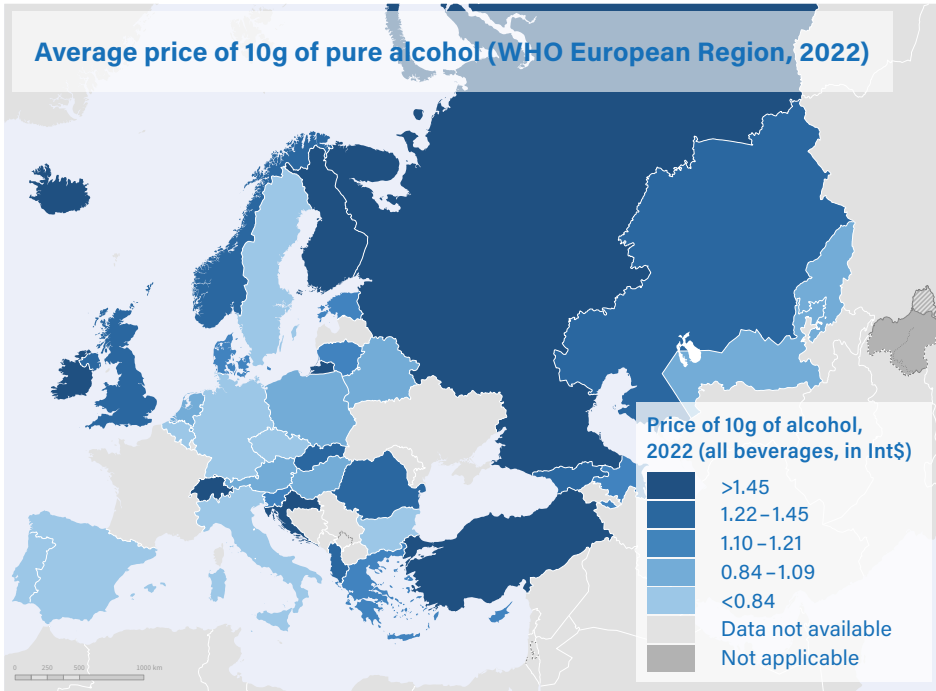 Average price of 10g of pure alcohol (WHO European Region, 2022)
Price of 10g of alcohol,
2022 (all beverages, in Int$)
>1.45
1.22–1.45
1.10–1.21
0.84–1.09
<0.84
Data not available
Not applicable
0 250 500 1000 km